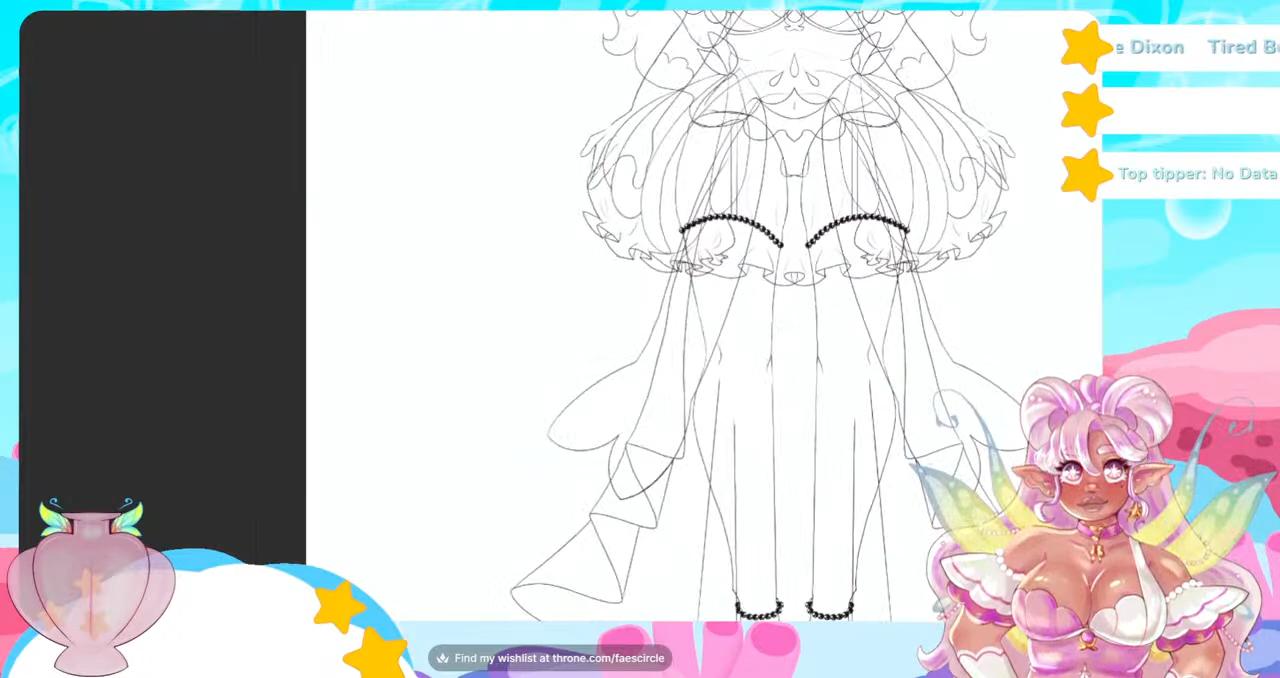 e Dixon Tired B
Top tipper: No Data
Find my wishlist at throne.com/faescircle